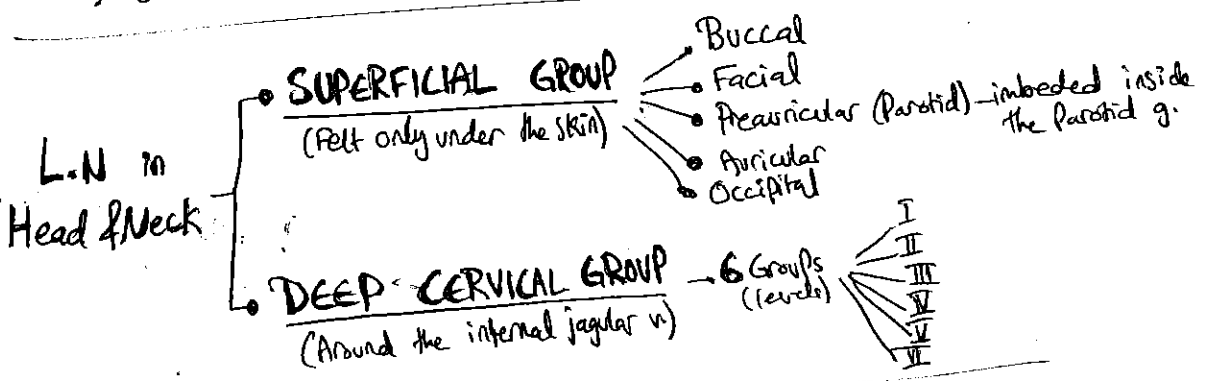 L.N in
Head & Neck
SUPERFICIAL GROUP
(Felt only under the skin)
Buccal
Facial
Preauricular (Parotid) - imbeded inside
the Parotid g.
Auricular
Occipital
DEEP CERVICAL GROUP → 6 Groups
(levels)
(Around the internal jagular v.)
I
II
III
IV
V
VI